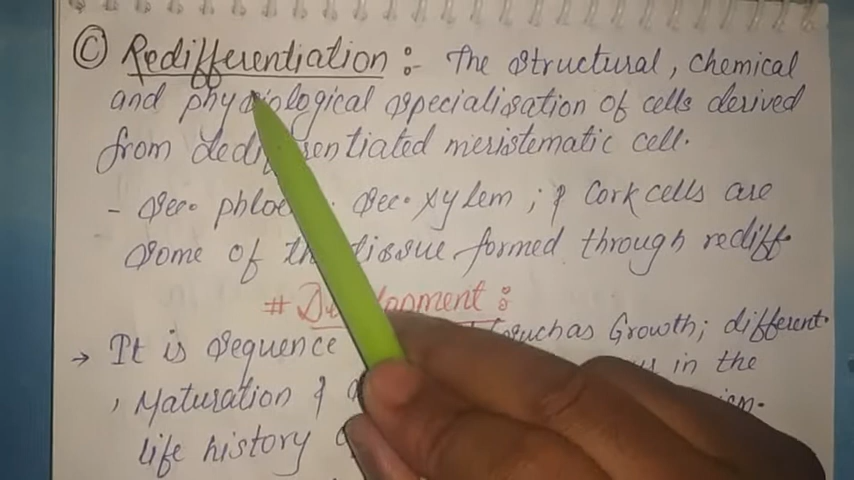 Ⓒ Redifferentiation :- The structural, chemical
and physiological specialisation of cells derived
from dedifferentiated meristematic cell.
- Sec. phloem, Sec. xylem ; & Cork cells are
some of the tissue formed through rediff.
# Development :
→ It is sequence such as Growth; different.
, Maturation & in the
life history